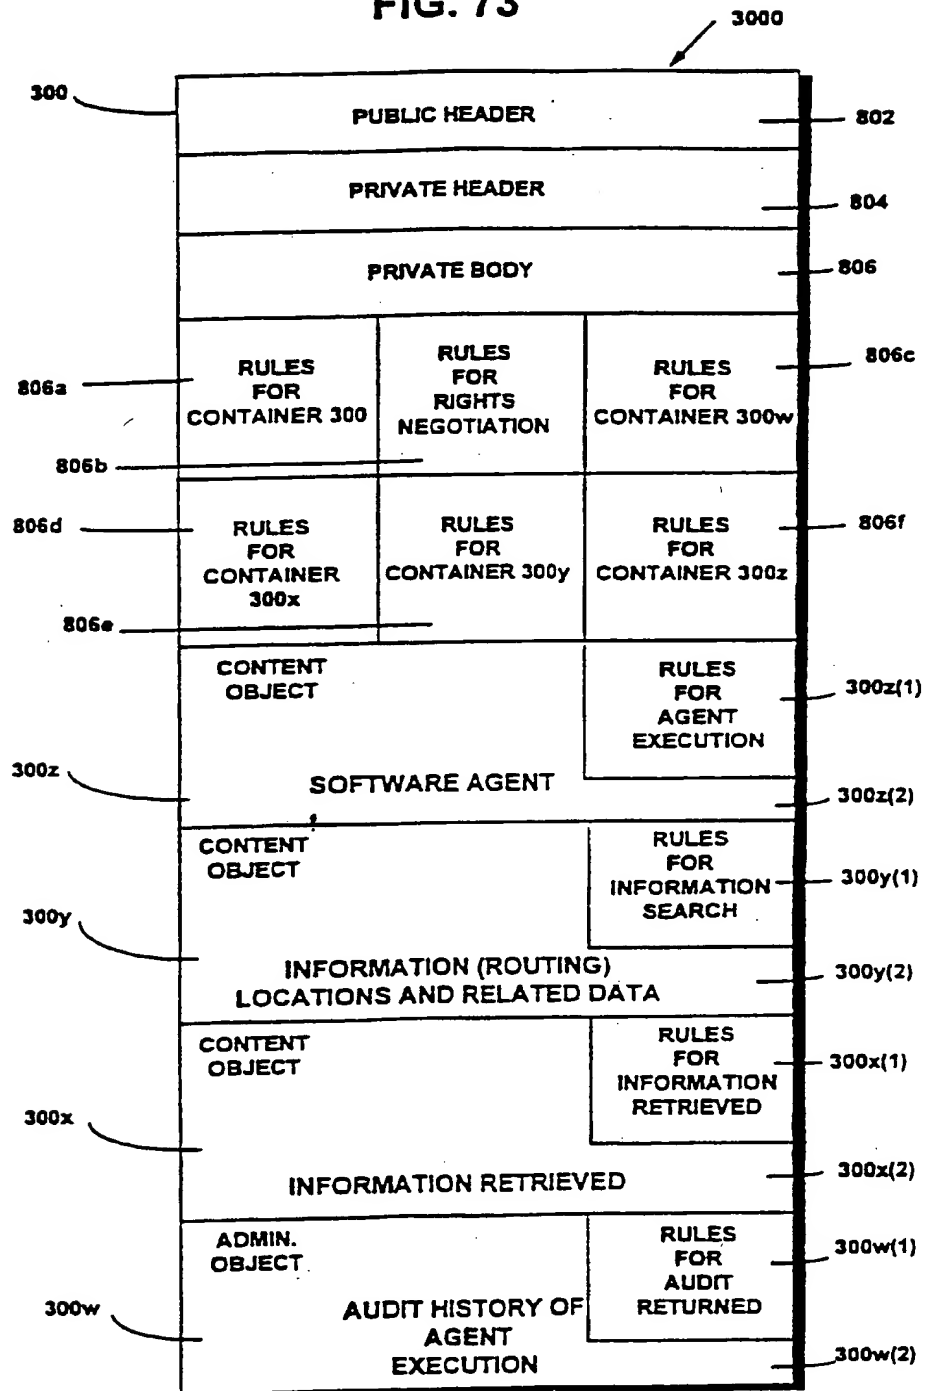 FIG. 73
3000
300
PUBLIC HEADER
802
PRIVATE HEADER
804
PRIVATE BODY
806
806a
RULES
FOR
CONTAINER 300
806b
RULES
FOR
RIGHTS
NEGOTIATION
806c
RULES
FOR
CONTAINER 300w
806d
RULES
FOR
CONTAINER
300x
806e
RULES
FOR
CONTAINER 300y
806f
RULES
FOR
CONTAINER 300z
CONTENT
OBJECT
RULES
FOR
AGENT
EXECUTION
300z(1)
300z
SOFTWARE AGENT
300z(2)
CONTENT
OBJECT
RULES
FOR
INFORMATION
SEARCH
300y(1)
300y
INFORMATION (ROUTING)
LOCATIONS AND RELATED DATA
300y(2)
CONTENT
OBJECT
RULES
FOR
INFORMATION
RETRIEVED
300x(1)
300x
INFORMATION RETRIEVED
300x(2)
ADMIN.
OBJECT
RULES
FOR
AUDIT
RETURNED
300w(1)
300w
AUDIT HISTORY OF
AGENT
EXECUTION
300w(2)